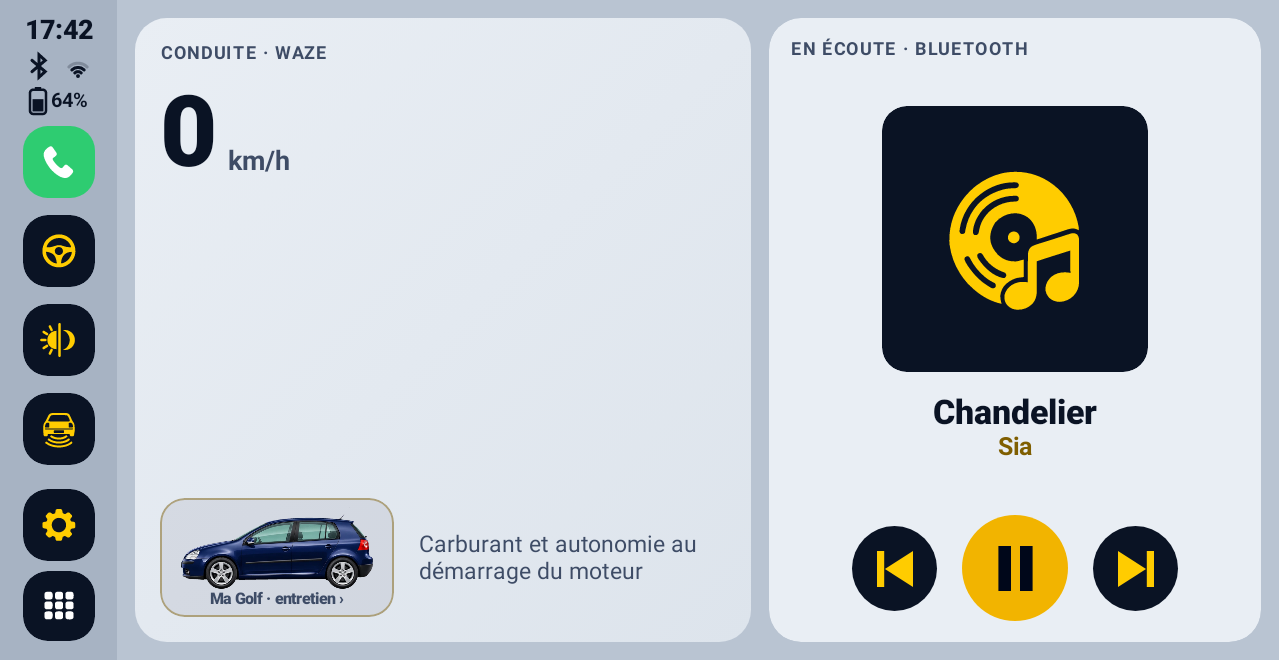 17:42
64%
CONDUITE · WAZE
0 km/h
Ma Golf · entretien ›
Carburant et autonomie au
démarrage du moteur
EN ÉCOUTE · BLUETOOTH
Chandelier
Sia